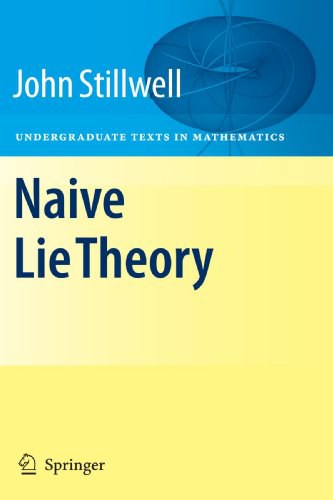 John Stillwell
UNDERGRADUATE TEXTS IN MATHEMATICS
Naive
Lie Theory
Springer